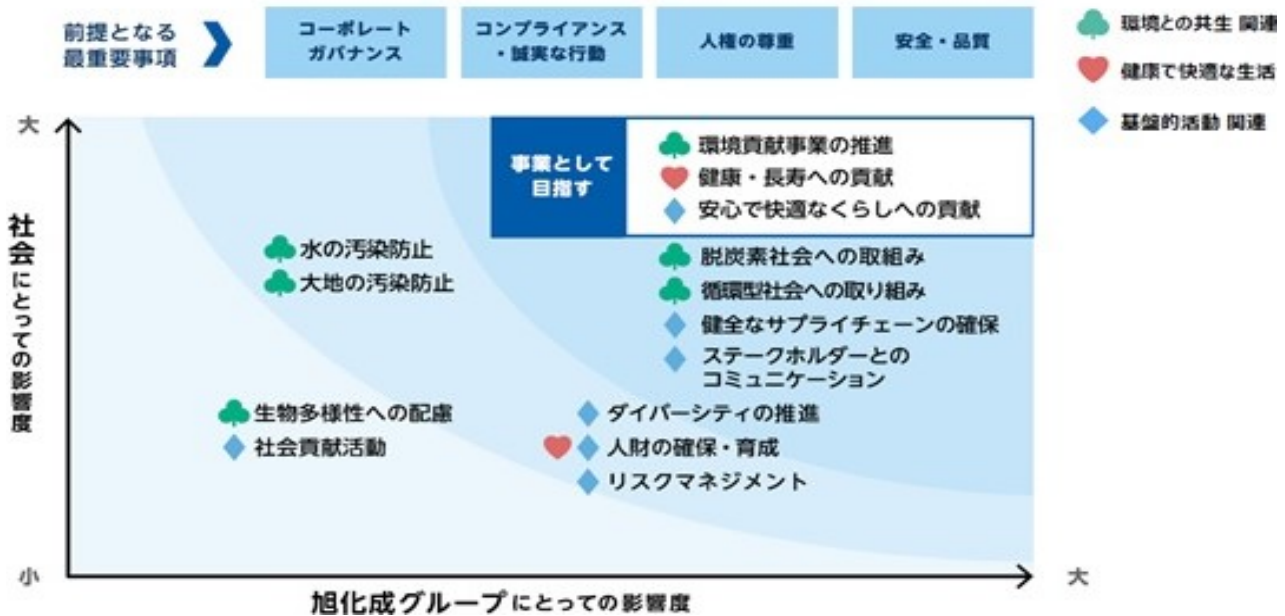 前提となる
最重要事項
コーポレート
ガバナンス
コンプライアンス
・誠実な行動
人権の尊重
安全・品質
環境との共生 関連
健康で快適な生活
基盤的活動 関連
大
社会にとっての影響度
小
事業として
目指す
環境貢献事業の推進
健康・長寿への貢献
安心で快適なくらしへの貢献
水の汚染防止
大地の汚染防止
脱炭素社会への取組み
循環型社会への取り組み
健全なサプライチェーンの確保
ステークホルダーとの
コミュニケーション
生物多様性への配慮
社会貢献活動
ダイバーシティの推進
人財の確保・育成
リスクマネジメント
旭化成グループにとっての影響度
大